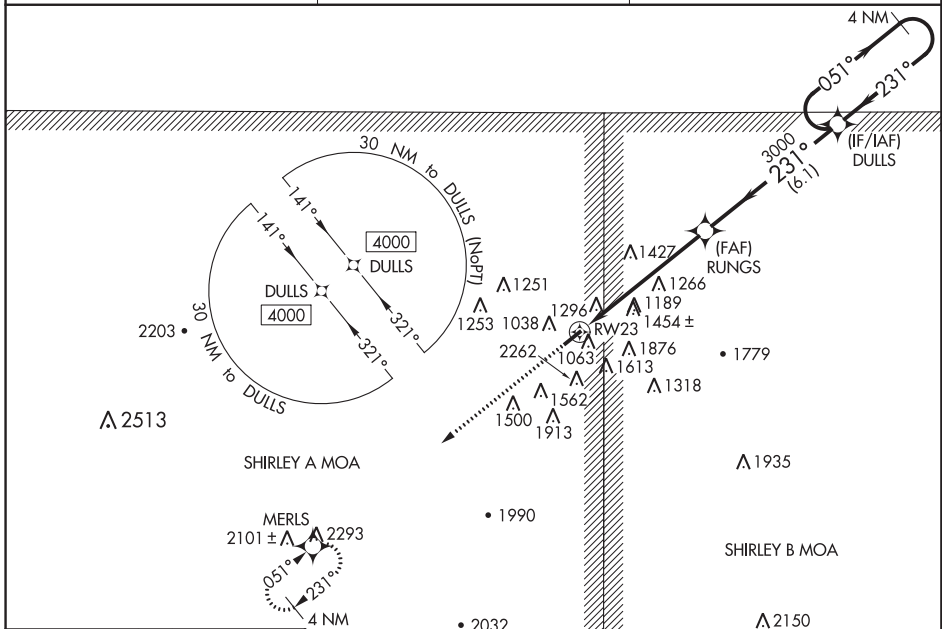 4 NM
051°
231°
(IF/IAF)
DULLS
3000
231°
(6.1)
(FAF)
RUNGS
30 NM to DULLS (NoPT)
141°
4000
DULLS
321°
141°
DULLS
4000
321°
30 NM to DULLS
1427
1251
1266
1253
1296
1189
1038
1454 ±
RW23
2203
2262
1063
1876
1779
1613
1318
1562
1500
1913
2513
SHIRLEY A MOA
1935
MERLS
1990
2101 ±
2293
SHIRLEY B MOA
051°
231°
4 NM
2032
2150